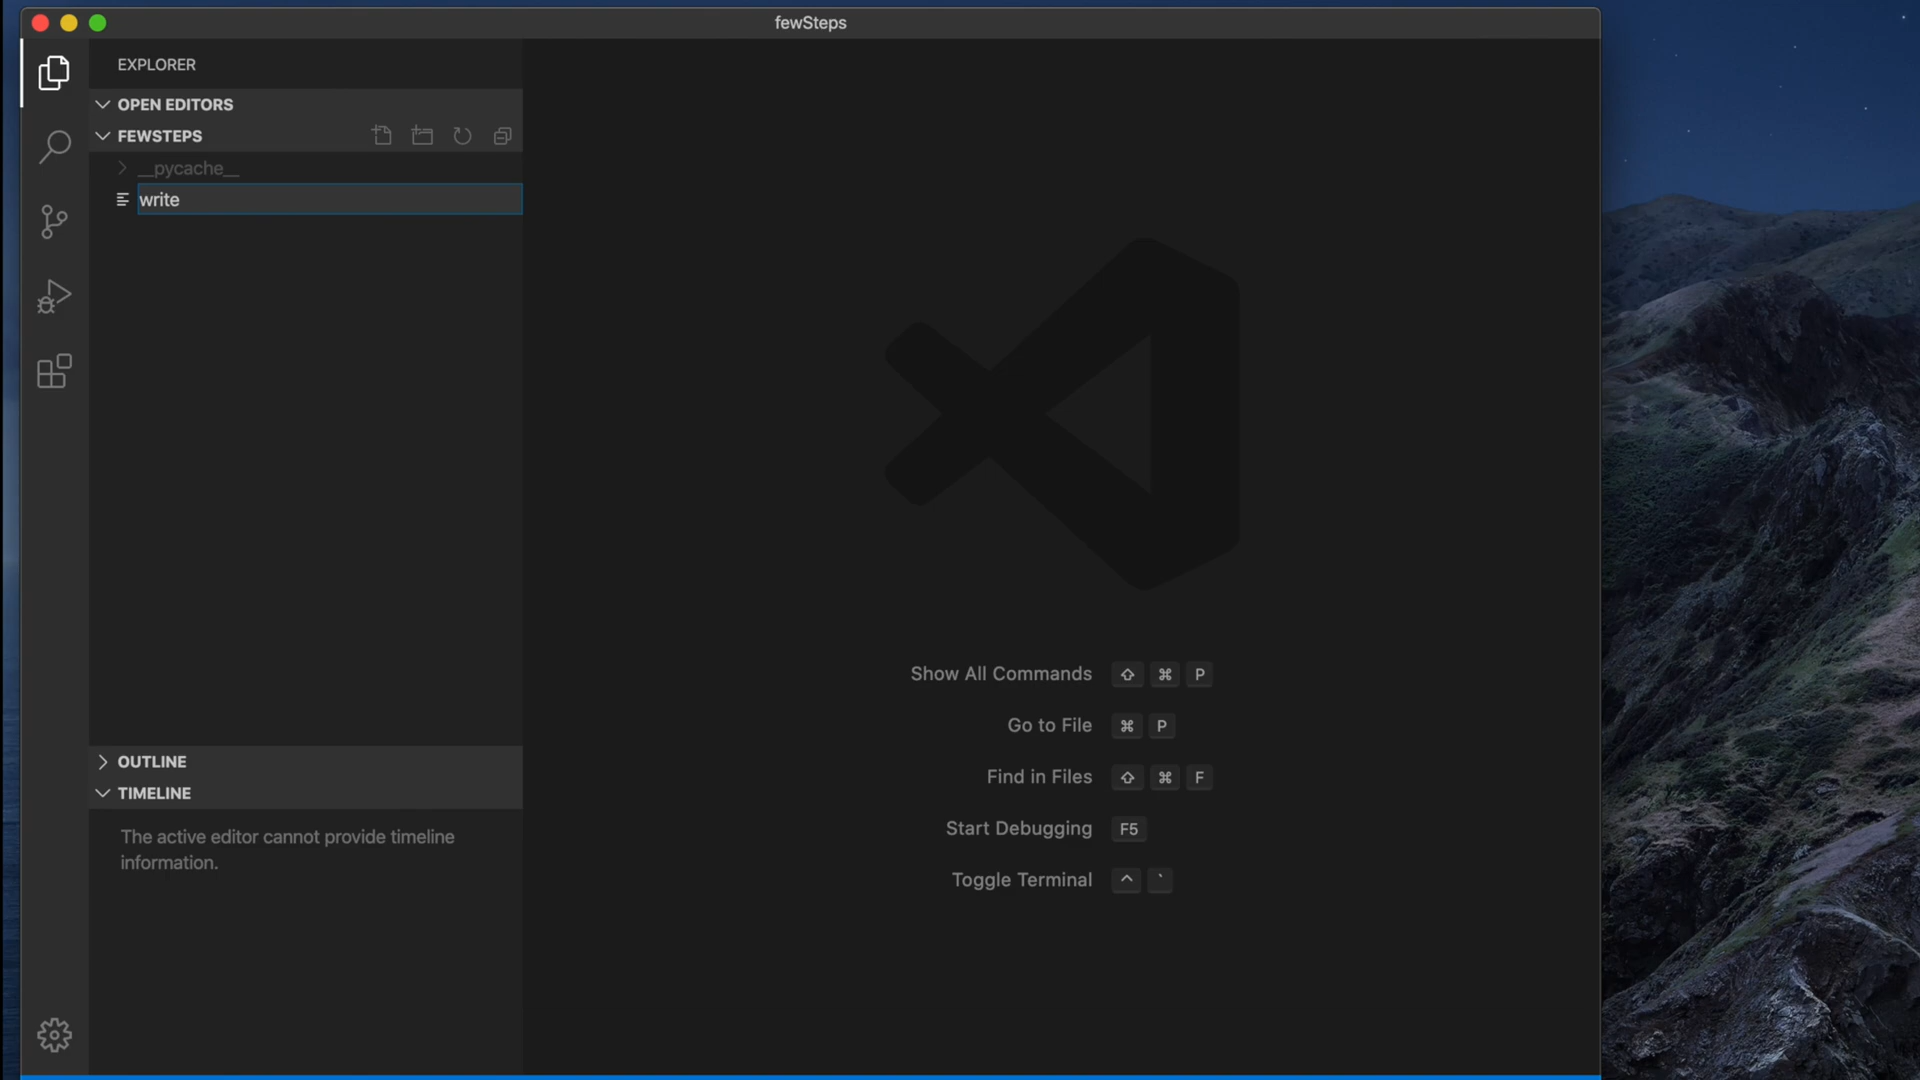 fewSteps
EXPLORER
OPEN EDITORS
FEWSTEPS
__pycache__
write
Show All Commands ⇧ ⌘ P
Go to File ⌘ P
Find in Files ⇧ ⌘ F
Start Debugging F5
Toggle Terminal ^ `
OUTLINE
TIMELINE
The active editor cannot provide timeline
information.